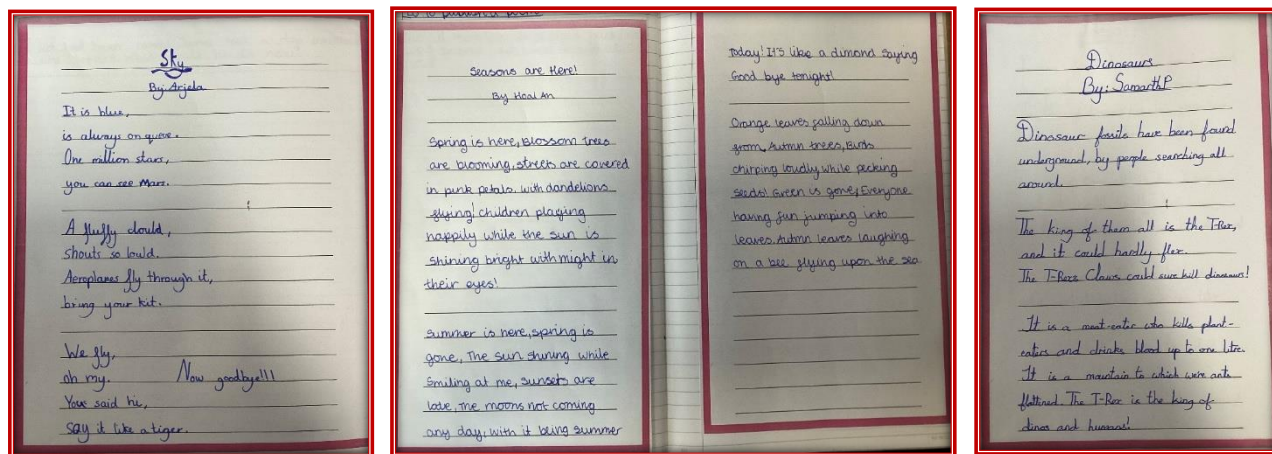 Sky
By: Arjela
It is blue,
is always on queue.
One million stars,
you can see Mars.
A fluffy clould,
shouts so lould.
Aeroplanes fly through it,
bring your kit.
We fly,
oh my. Now goodbye!!!
You said hi,
say it like a tiger.
to publish a poem
Seasons are Here!
By
Spring is here, Blossom trees
are blooming, streets are covered
in pink petals. with dandelions
flying! children playing
happily while the sun is
shining bright with might in
their eyes!
Summer is here, spring is
gone, The sun shining while
smiling at me, sunsets are
late, The moons not coming
any day, with it being summer
Today! It's like a dimond saying
Good bye tonight!
Orange leaves falling down
from, Autmn trees, Birds
chirping loudly while pecking
seeds! Green is gone, Everyone
having fun jumping into
leaves. Autmn leaves laughing
on a bee flying upon the sea
Dinosaurs
By: Samarth.P
Dinosaur fossils have been found
underground, by people searching all
around.
The king of them all is the T-Rex,
and it could hardly flex.
The T-Rexs Claws could sure kill dinosaurs!
It is a meat-eater who kills plant-
eaters and drinks blood up to one litre.
It is a mountain to which were ants
flattened. The T-Rex is the king of
dinos and humans!